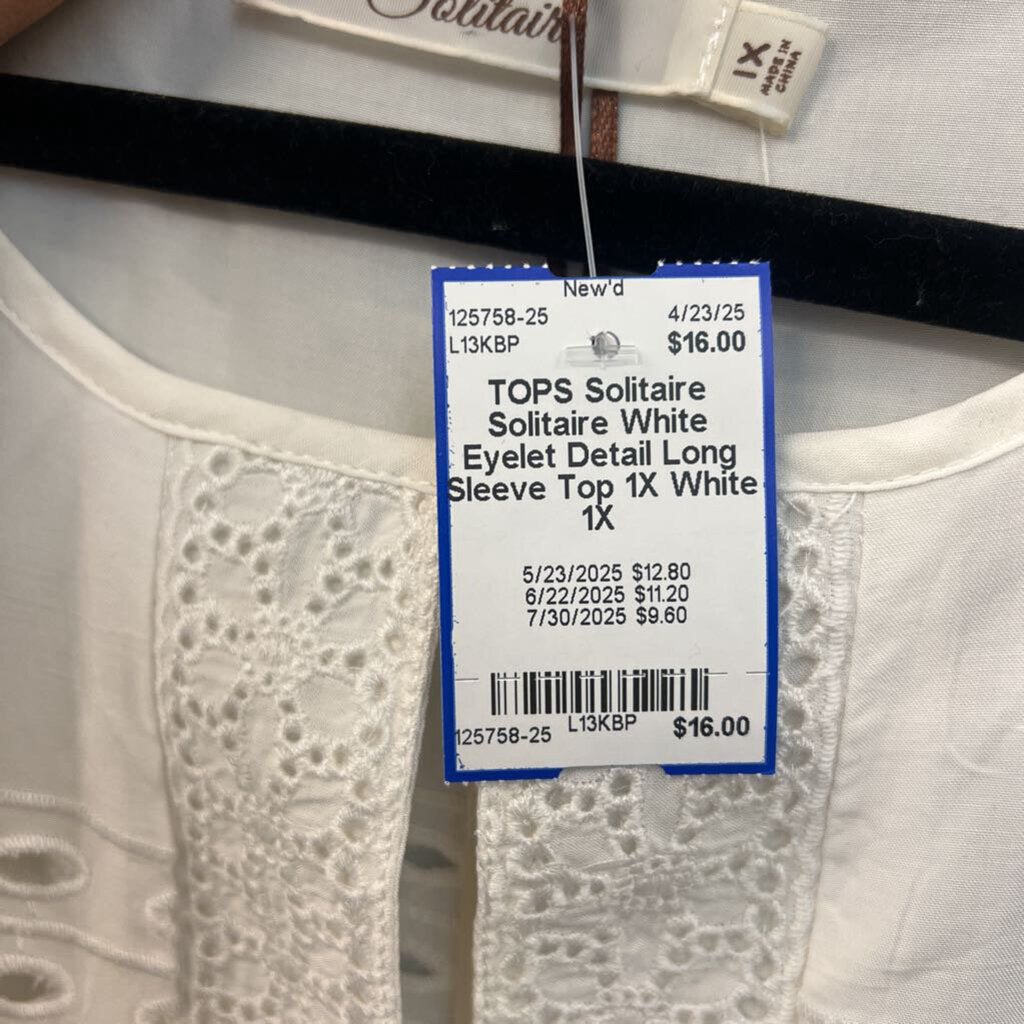 Solitaire
1X
MADE IN
CHINA
New'd
125758-25 4/23/25
L13KBP $16.00
TOPS Solitaire
Solitaire White
Eyelet Detail Long
Sleeve Top 1X White
1X
5/23/2025 $12.80
6/22/2025 $11.20
7/30/2025 $9.60
125758-25 L13KBP $16.00